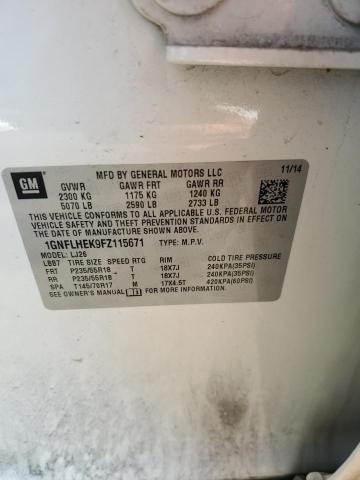 MFD BY GENERAL MOTORS LLC 11/14
GM GVWR GAWR FRT GAWR RR
2300 KG 1175 KG 1240 KG
5070 LB 2590 LB 2733 LB
THIS VEHICLE CONFORMS TO ALL APPLICABLE U.S. FEDERAL MOTOR
VEHICLE SAFETY AND THEFT PREVENTION STANDARDS IN EFFECT ON
THE DATE OF MANUFACTURE SHOWN ABOVE.
1GNFLHEK9FZ115671 TYPE: M.P.V.
MODEL: LJ26
LBB7 TIRE SIZE SPEED RTG RIM COLD TIRE PRESSURE
FRT P235/55R18 T 18X7J 240KPA(35PSI)
RR P235/55R18 T 18X7J 240KPA(35PSI)
SPA T145/70R17 M 17X4.5T 420KPA(60PSI)
SEE OWNER'S MANUAL FOR MORE INFORMATION.